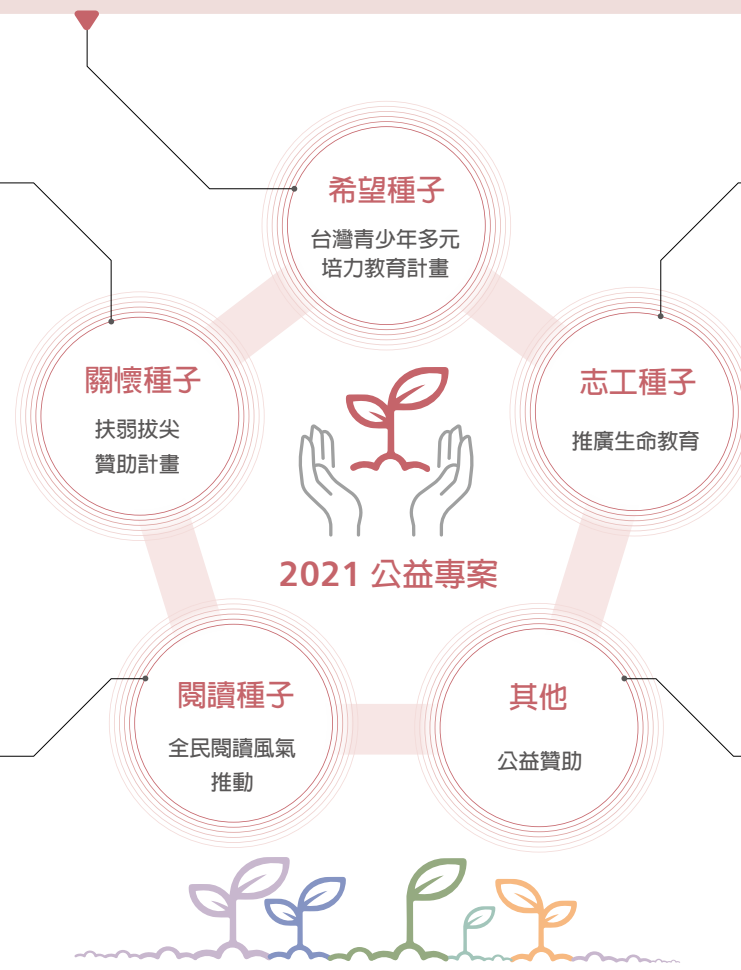 希望種子
台灣青少年多元
培力教育計畫
關懷種子
扶弱拔尖
贊助計畫
志工種子
推廣生命教育
2021 公益專案
閱讀種子
全民閱讀風氣
推動
其他
公益贊助